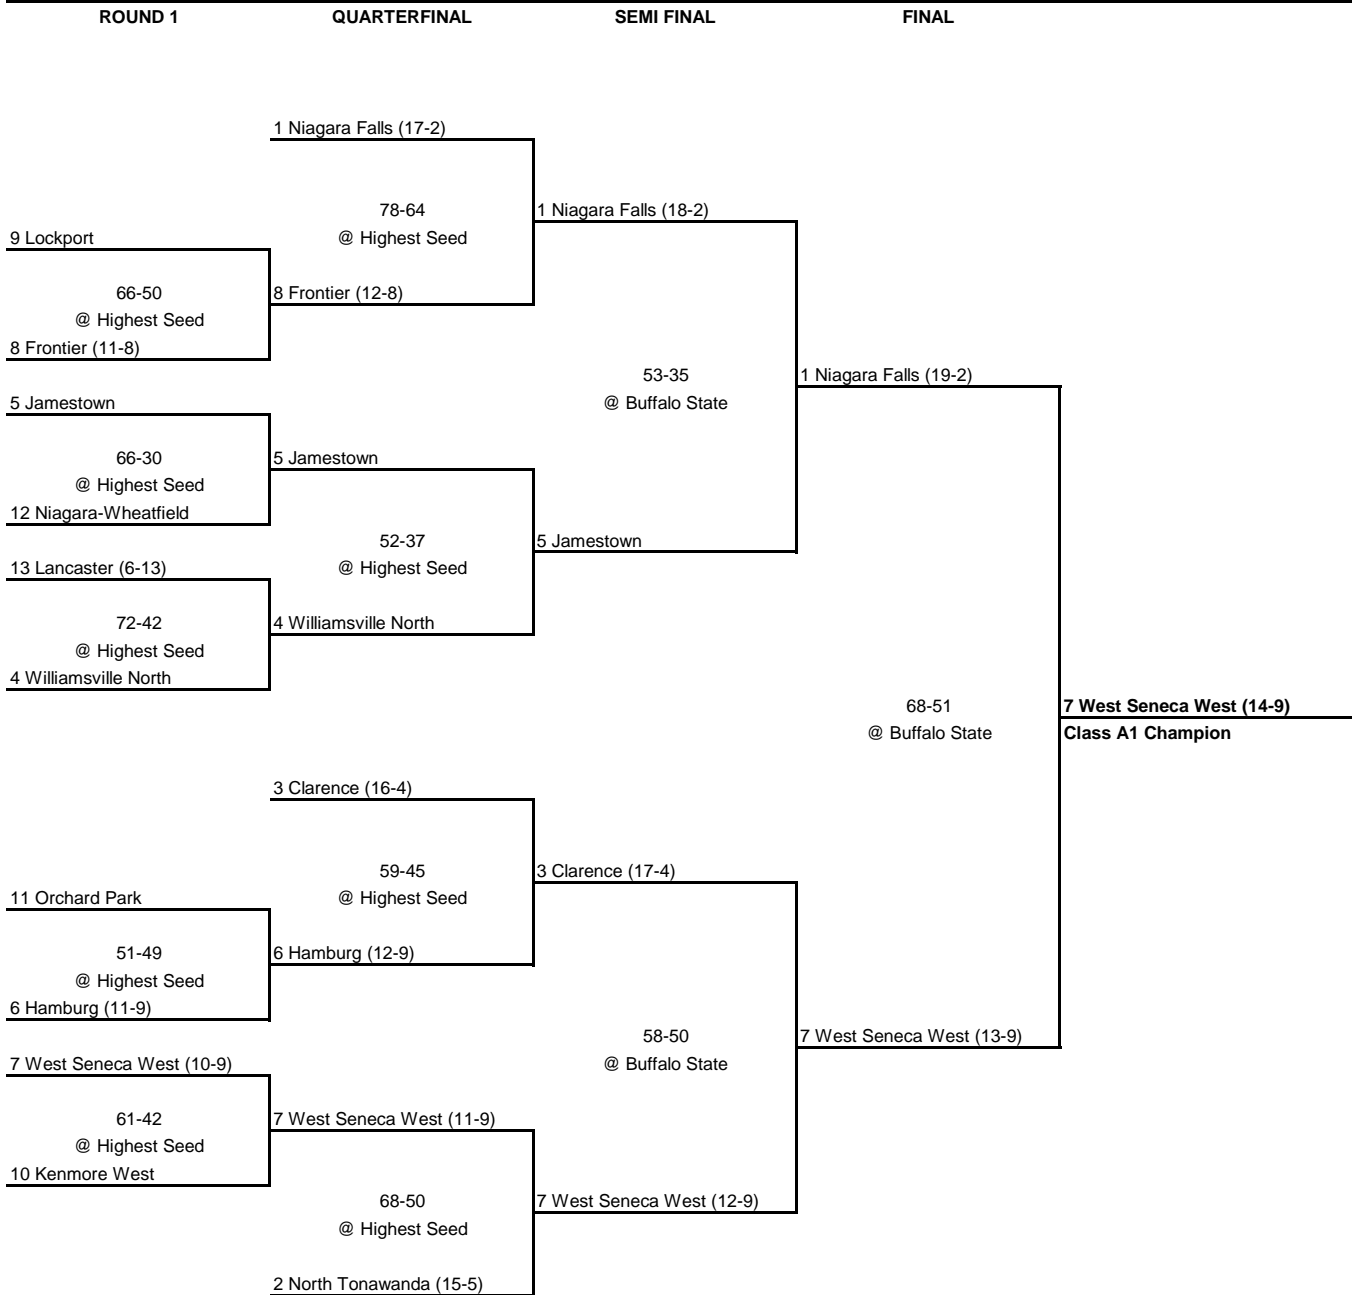 ROUND 1 QUARTERFINAL SEMI FINAL FINAL
1 Niagara Falls (17-2)
78-64 1 Niagara Falls (18-2)
9 Lockport @ Highest Seed
66-50 8 Frontier (12-8)
@ Highest Seed
8 Frontier (11-8)
53-35 1 Niagara Falls (19-2)
5 Jamestown @ Buffalo State
66-30 5 Jamestown
@ Highest Seed
12 Niagara-Wheatfield
52-37 5 Jamestown
13 Lancaster (6-13) @ Highest Seed
72-42 4 Williamsville North
@ Highest Seed
4 Williamsville North
68-51 7 West Seneca West (14-9)
@ Buffalo State Class A1 Champion
3 Clarence (16-4)
59-45 3 Clarence (17-4)
11 Orchard Park @ Highest Seed
51-49 6 Hamburg (12-9)
@ Highest Seed
6 Hamburg (11-9)
58-50 7 West Seneca West (13-9)
7 West Seneca West (10-9) @ Buffalo State
61-42 7 West Seneca West (11-9)
@ Highest Seed
10 Kenmore West
68-50 7 West Seneca West (12-9)
@ Highest Seed
2 North Tonawanda (15-5)